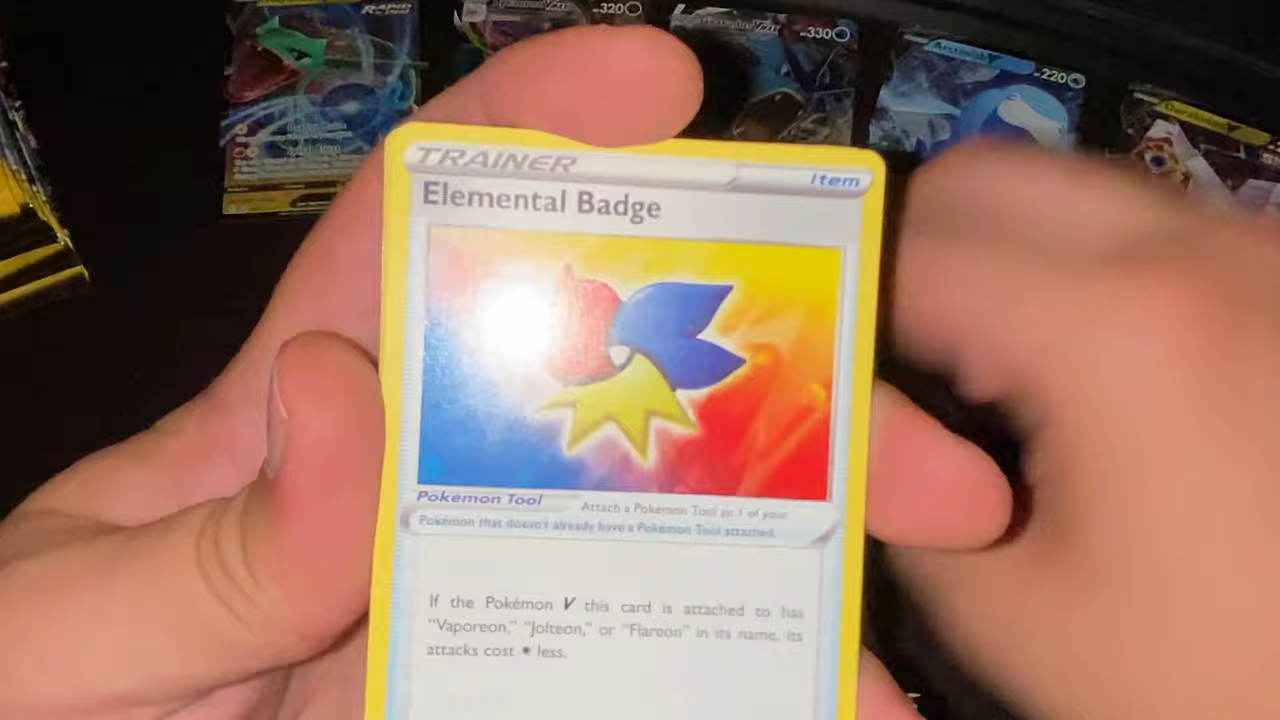 RAPID
320
330
Arctovish V
220
TRAINER
Item
Elemental Badge
Pokémon Tool
Attach a Pokémon Tool to 1 of your
Pokémon that doesn't already have a Pokémon Tool attached.
If the Pokémon V this card is attached to has
"Vaporeon," "Jolteon," or "Flareon" in its name, its
attacks cost less.